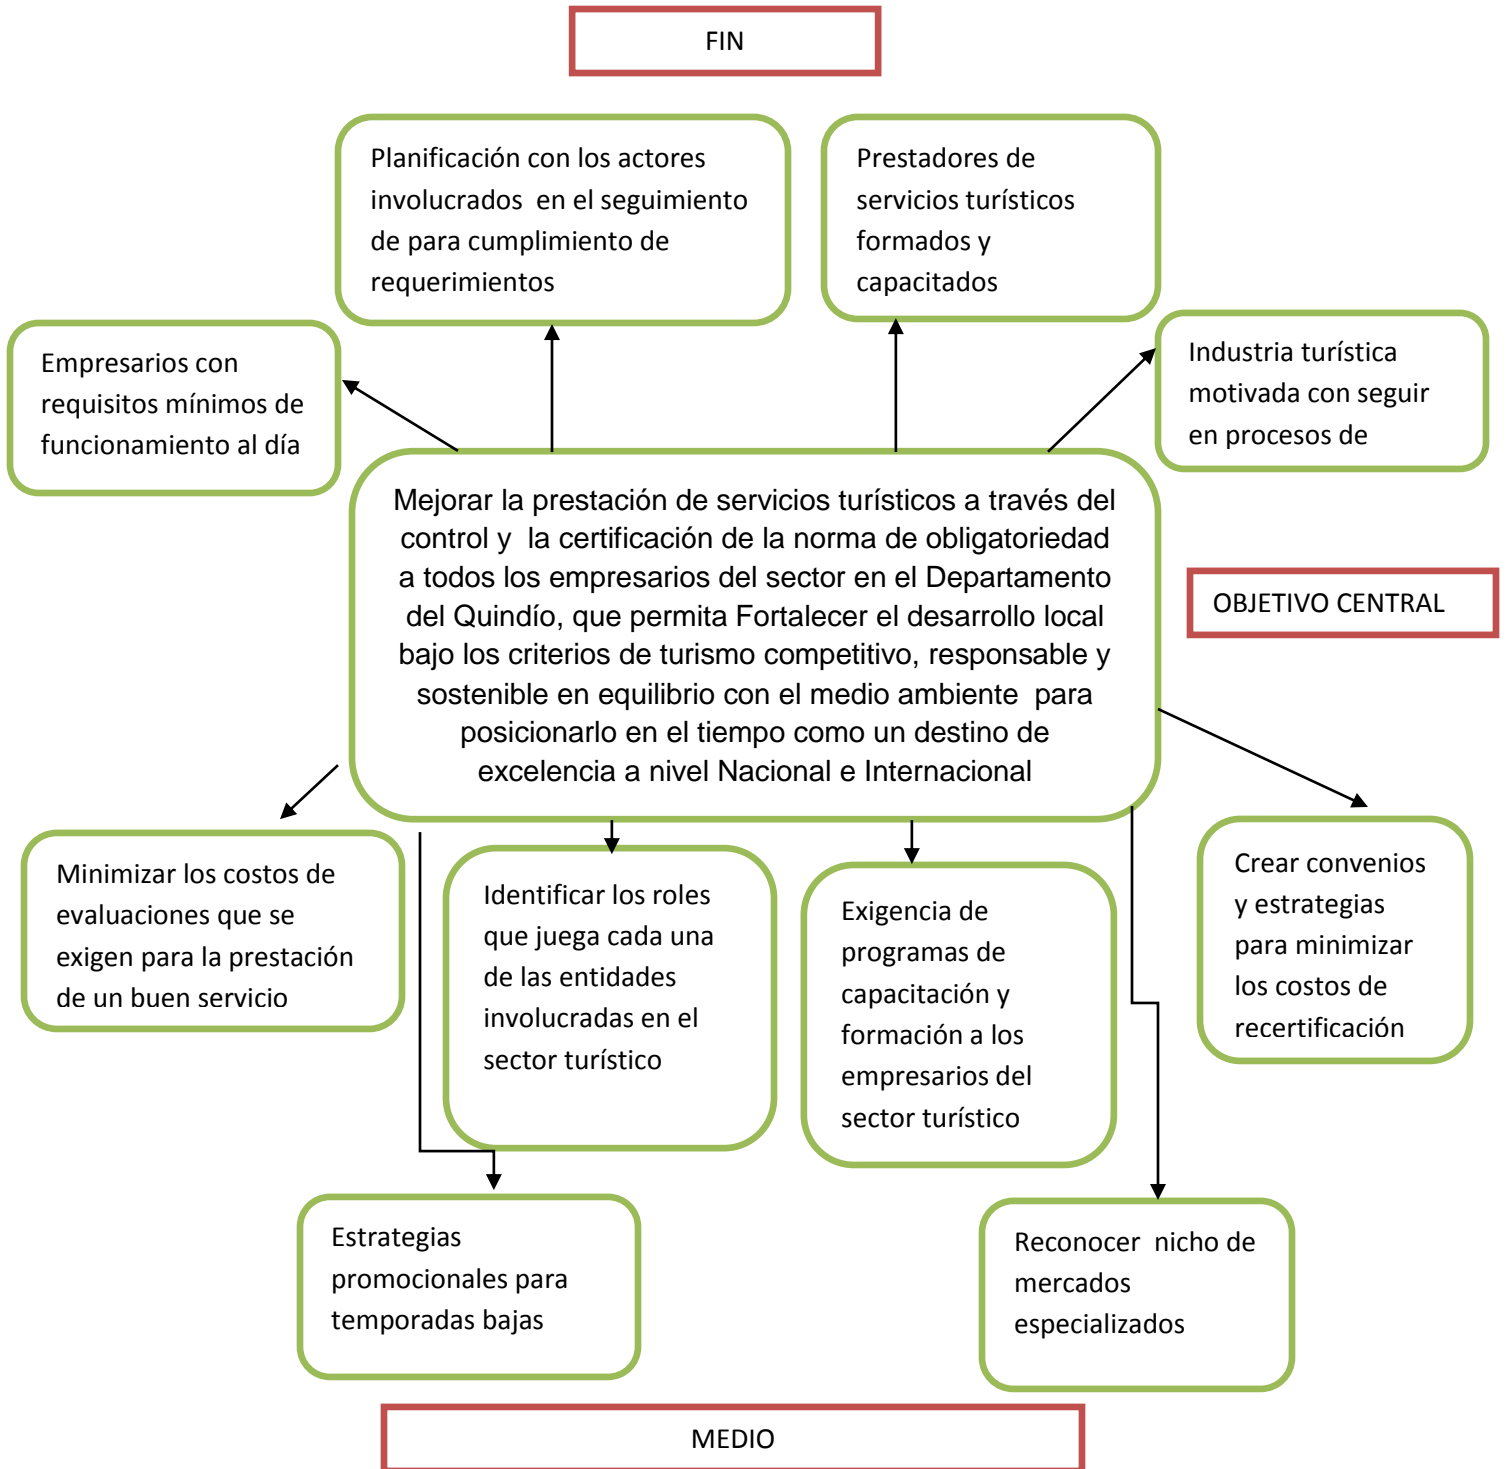 FIN
Planificación con los actores
involucrados en el seguimiento
de para cumplimiento de
requerimientos
Prestadores de
servicios turísticos
formados y
capacitados
Empresarios con
requisitos mínimos de
funcionamiento al día
Industria turística
motivada con seguir
en procesos de
Mejorar la prestación de servicios turísticos a través del
control y la certificación de la norma de obligatoriedad
a todos los empresarios del sector en el Departamento
del Quindío, que permita Fortalecer el desarrollo local
bajo los criterios de turismo competitivo, responsable y
sostenible en equilibrio con el medio ambiente para
posicionarlo en el tiempo como un destino de
excelencia a nivel Nacional e Internacional
OBJETIVO CENTRAL
Minimizar los costos de
evaluaciones que se
exigen para la prestación
de un buen servicio
Identificar los roles
que juega cada una
de las entidades
involucradas en el
sector turístico
Exigencia de
programas de
capacitación y
formación a los
empresarios del
sector turístico
Crear convenios
y estrategias
para minimizar
los costos de
recertificación
Estrategias
promocionales para
temporadas bajas
Reconocer nicho de
mercados
especializados
MEDIO